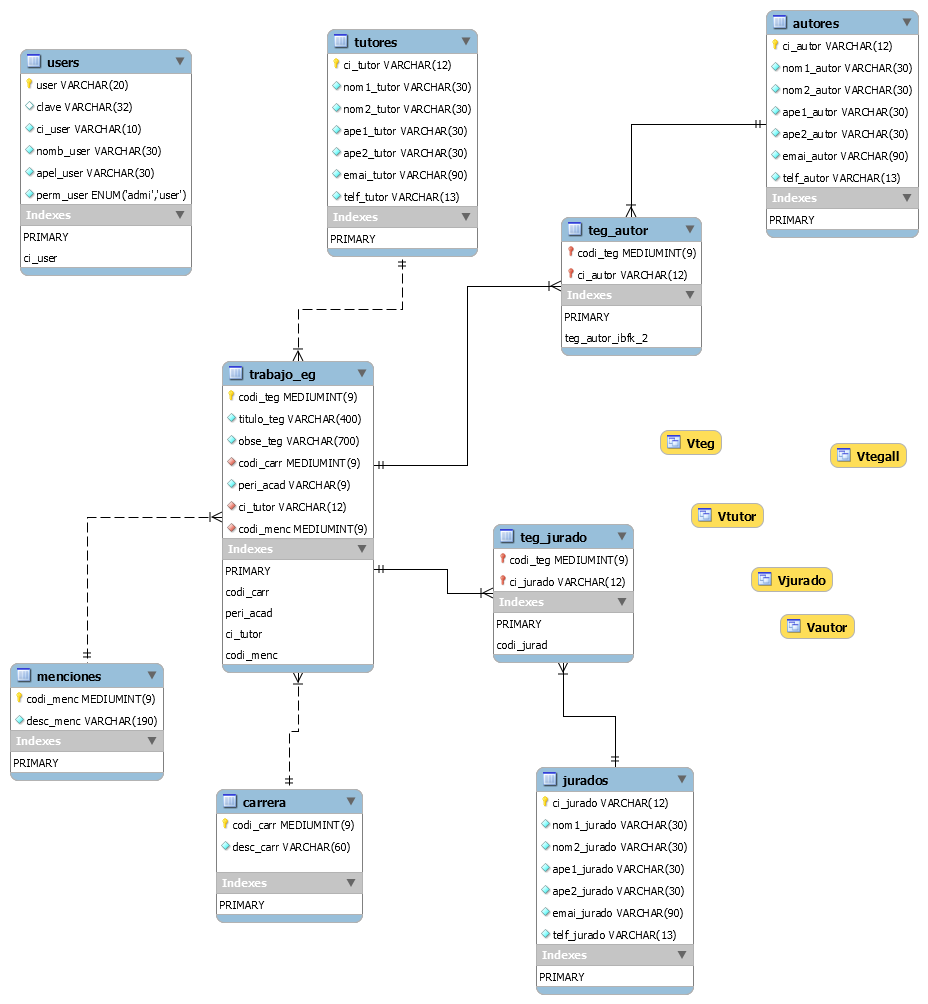 users
user VARCHAR(20)
clave VARCHAR(32)
ci_user VARCHAR(10)
nomb_user VARCHAR(30)
apel_user VARCHAR(30)
perm_user ENUM('admi','user')
Indexes
PRIMARY
ci_user
tutores
ci_tutor VARCHAR(12)
nom1_tutor VARCHAR(30)
nom2_tutor VARCHAR(30)
ape1_tutor VARCHAR(30)
ape2_tutor VARCHAR(30)
emai_tutor VARCHAR(90)
telf_tutor VARCHAR(13)
Indexes
PRIMARY
autores
ci_autor VARCHAR(12)
nom1_autor VARCHAR(30)
nom2_autor VARCHAR(30)
ape1_autor VARCHAR(30)
ape2_autor VARCHAR(30)
emai_autor VARCHAR(90)
telf_autor VARCHAR(13)
Indexes
PRIMARY
teg_autor
codi_teg MEDIUMINT(9)
ci_autor VARCHAR(12)
Indexes
PRIMARY
teg_autor_ibfk_2
trabajo_eg
codi_teg MEDIUMINT(9)
titulo_teg VARCHAR(400)
obse_teg VARCHAR(700)
codi_carr MEDIUMINT(9)
peri_acad VARCHAR(9)
ci_tutor VARCHAR(12)
codi_menc MEDIUMINT(9)
Indexes
PRIMARY
codi_carr
peri_acad
ci_tutor
codi_menc
Vteg
Vtegall
Vtutor
Vjurado
Vautor
teg_jurado
codi_teg MEDIUMINT(9)
ci_jurado VARCHAR(12)
Indexes
PRIMARY
codi_jurad
menciones
codi_menc MEDIUMINT(9)
desc_menc VARCHAR(190)
Indexes
PRIMARY
carrera
codi_carr MEDIUMINT(9)
desc_carr VARCHAR(60)
Indexes
PRIMARY
jurados
ci_jurado VARCHAR(12)
nom1_jurado VARCHAR(30)
nom2_jurado VARCHAR(30)
ape1_jurado VARCHAR(30)
ape2_jurado VARCHAR(30)
emai_jurado VARCHAR(90)
telf_jurado VARCHAR(13)
Indexes
PRIMARY